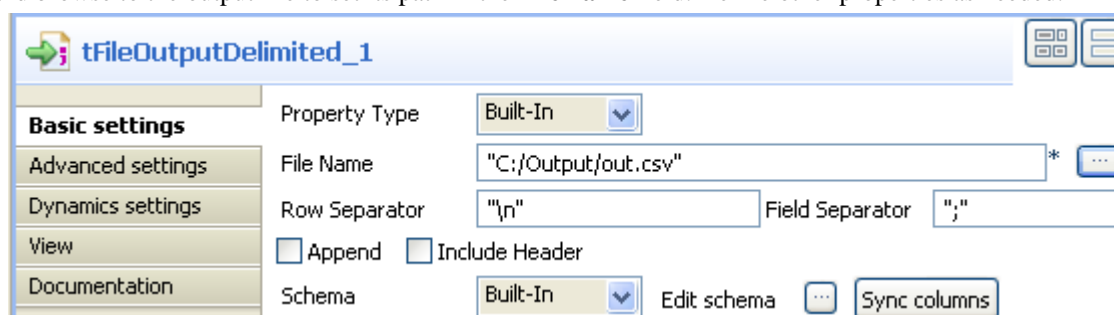 tFileOutputDelimited_1
Basic settings
Property Type Built-In
Advanced settings
File Name "C:/Output/out.csv" * ...
Dynamics settings
Row Separator "\n" Field Separator ";"
View
Append Include Header
Documentation
Schema Built-In Edit schema ... Sync columns